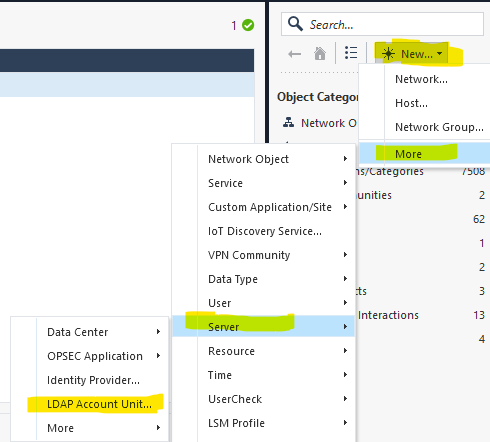 1
Search...
New...
Network...
Object Categor
Host...
Network O
Network Group...
More
ns/Categories 7508
Network Object
munities 2
Service
62
Custom Application/Site
1
IoT Discovery Service...
VPN Community
2
Data Type
cts 3
User
Interactions 13
Server
4
Resource
Time
UserCheck
LSM Profile
Data Center
OPSEC Application
Identity Provider...
LDAP Account Unit...
More